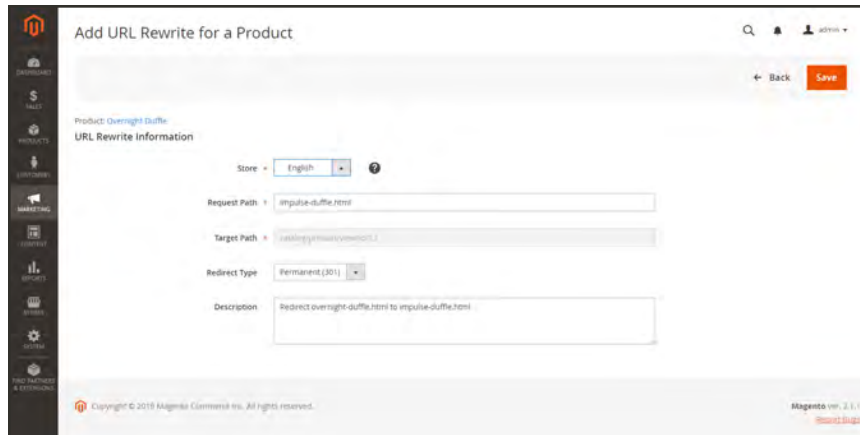 Add URL Rewrite for a Product
admin
DASHBOARD
SALES
PRODUCTS
CUSTOMERS
MARKETING
CONTENT
REPORTS
STORES
SYSTEM
FIND PARTNERS
& EXTENSIONS
← Back
Save
Product: Overnight Duffle
URL Rewrite Information
Store * English
Request Path * impulse-duffle.html
Target Path *
Redirect Type Permanent (301)
Description Redirect overnight-duffle.html to impulse-duffle.html
Copyright © 2019 Magento Commerce Inc. All rights reserved.
Magento ver. 2.1.
Report Bugs